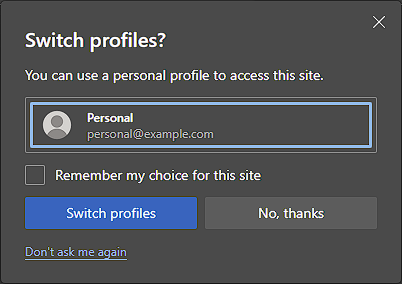 Switch profiles?
You can use a personal profile to access this site.
Personal
personal@example.com
Remember my choice for this site
Switch profiles
No, thanks
Don't ask me again